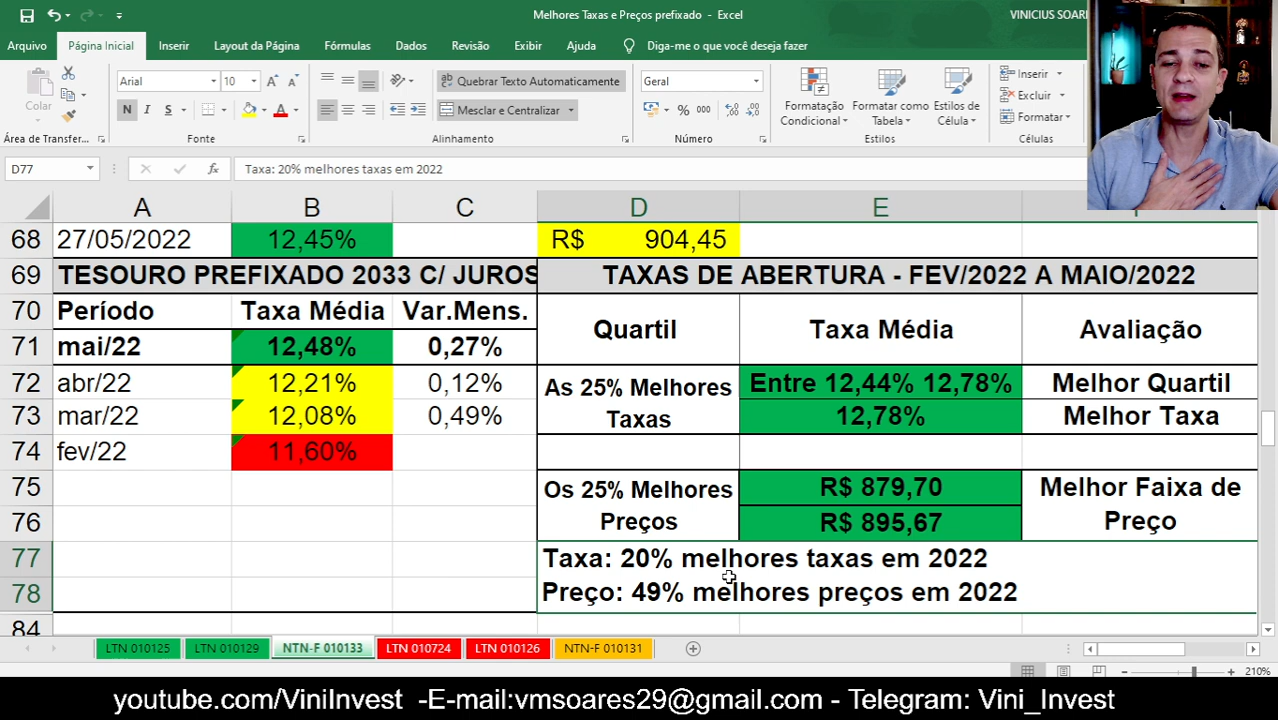 Melhores Taxas e Preços prefixado - Excel
VINICIUS SOAR
Arquivo Página Inicial Inserir Layout da Página Fórmulas Dados Revisão Exibir Ajuda Diga-me o que você deseja fazer
Colar
Arial 10
N I S
Quebrar Texto Automaticamente
Mesclar e Centralizar
Geral
% 000
Formatação Condicional
Formatar como Tabela
Estilos de Célula
Inserir
Excluir
Formatar
Área de Transfer... Fonte Alinhamento Número Estilos Células
D77 fx Taxa: 20% melhores taxas em 2022
A B C D E
68 27/05/2022 12,45% R$ 904,45
69 TESOURO PREFIXADO 2033 C/ JUROS TAXAS DE ABERTURA - FEV/2022 A MAIO/2022
70 Período Taxa Média Var.Mens. Quartil Taxa Média Avaliação
71 mai/22 12,48% 0,27%
72 abr/22 12,21% 0,12% As 25% Melhores Entre 12,44% 12,78% Melhor Quartil
73 mar/22 12,08% 0,49% Taxas 12,78% Melhor Taxa
74 fev/22 11,60%
75 Os 25% Melhores R$ 879,70 Melhor Faixa de
76 Preços R$ 895,67 Preço
77 Taxa: 20% melhores taxas em 2022
78 Preço: 49% melhores preços em 2022
84
LTN 010125 LTN 010129 NTN-F 010133 LTN 010724 LTN 010126 NTN-F 010131
210%
youtube.com/ViniInvest -E-mail:vmsoares29@gmail.com - Telegram: Vini_Invest